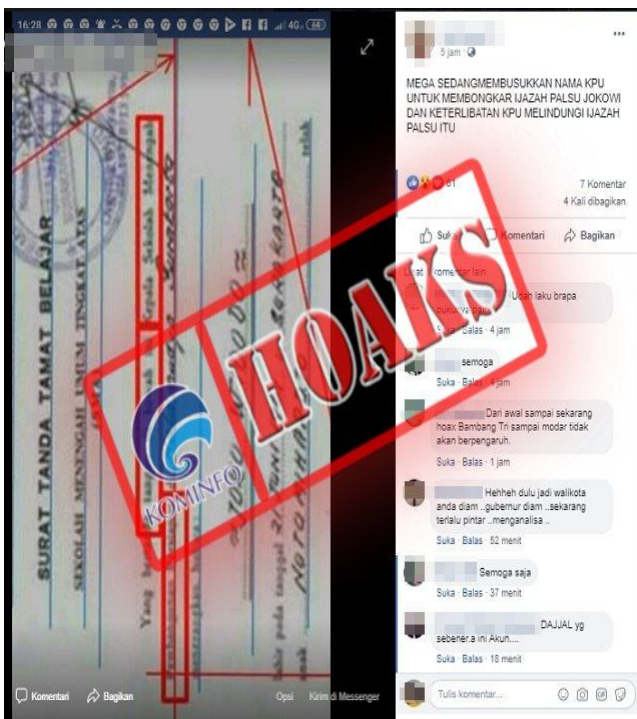 16:28
4G
64
5 jam
MEGA SEDANGMEMBUSUKKAN NAMA KPU
UNTUK MEMBONGKAR IJAZAH PALSU JOKOWI
DAN KETERLIBATAN KPU MELINDUNGI IJAZAH
PALSU ITU
7 Komentar
4 Kali dibagikan
Komentari
Bagikan
komentar lain
Udah laku brapa
Suka · Balas · 4 jam
semoga
Suka · Balas · 4 jam
Dari awal sampai sekarang
hoax Bambang Tri sampai modar tidak
akan berpengaruh.
Suka · Balas · 1 jam
Hehheh dulu jadi walikota
anda diam ..gubernur diam ..sekarang
terlalu pintar ..menganalisa ..
Suka · Balas · 52 menit
Semoga saja
Suka · Balas · 37 menit
DAJJAL yg
sebener.a ini Akun....
Suka · Balas · 18 menit
Tulis komentar...
GIF
SURAT TANDA TAMAT BELAJAR
SEKOLAH MENENGAH UMUM TINGKAT ATAS
Kepala Sekolah Menengah
HOAKS
KOMINFO
Komentari
Bagikan
Opsi
Kirim di Messenger